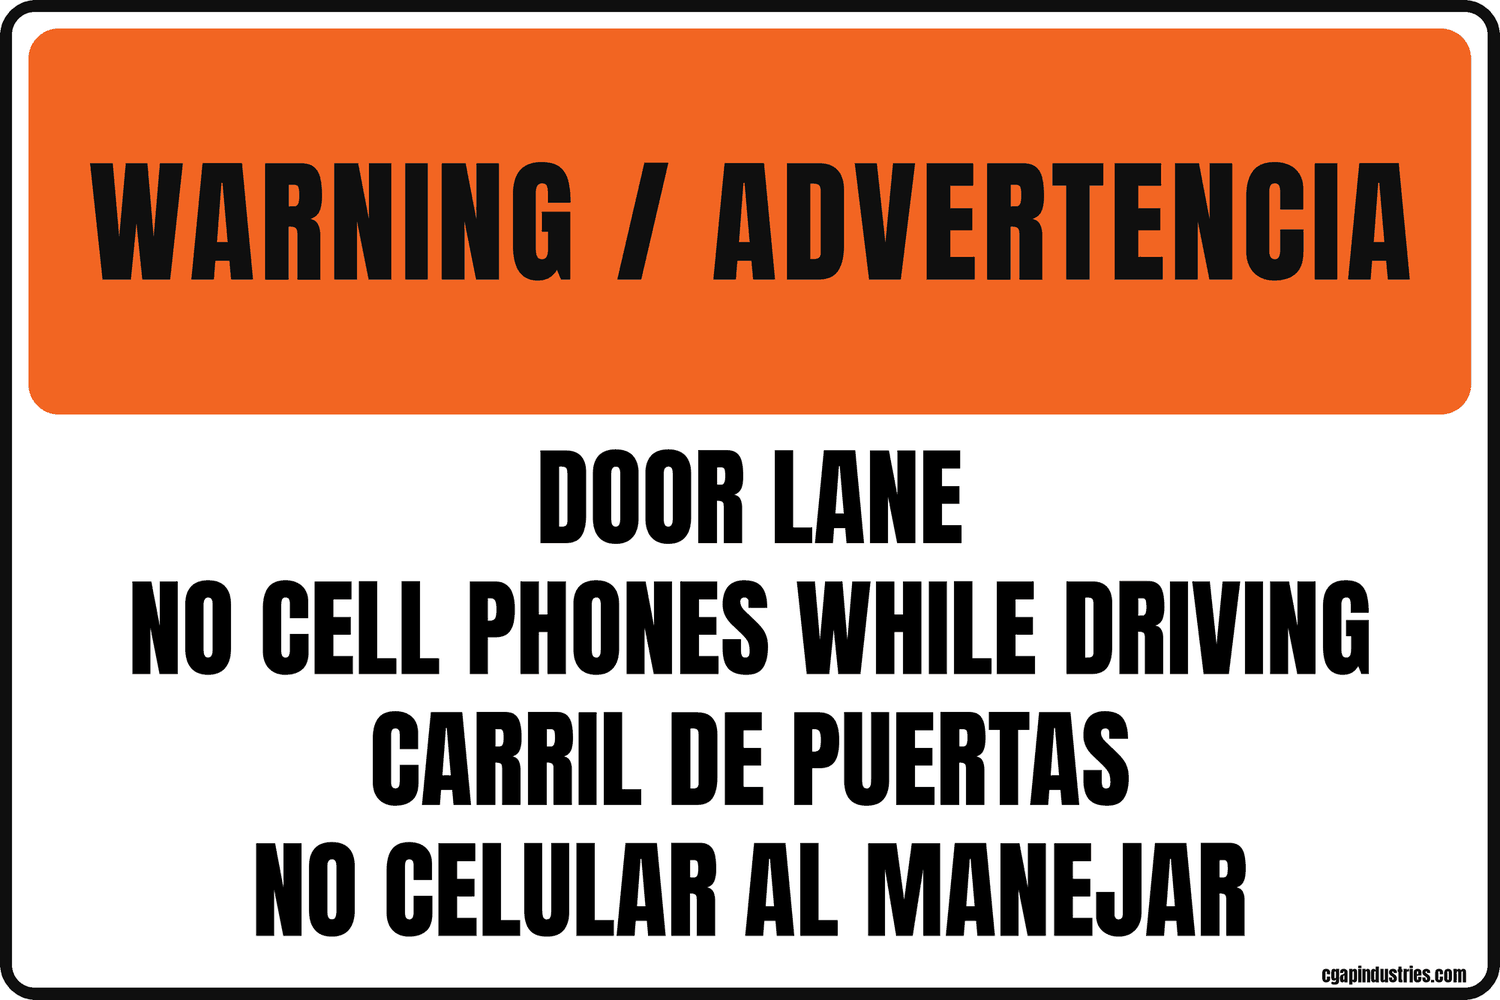 WARNING / ADVERTENCIA
DOOR LANE
NO CELL PHONES WHILE DRIVING
CARRIL DE PUERTAS
NO CELULAR AL MANEJAR
cgapindustries.com